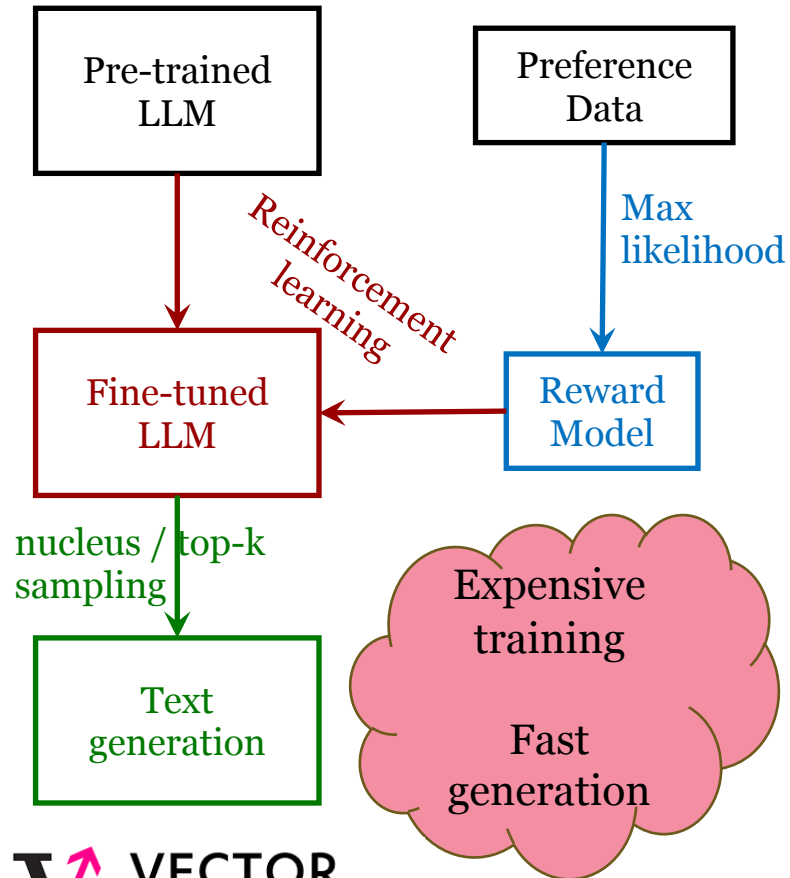 Pre-trained
LLM
Preference
Data
Reinforcement
learning
Max
likelihood
Fine-tuned
LLM
Reward
Model
nucleus / top-k
sampling
Expensive
training
Text
generation
Fast
generation
VECTOR